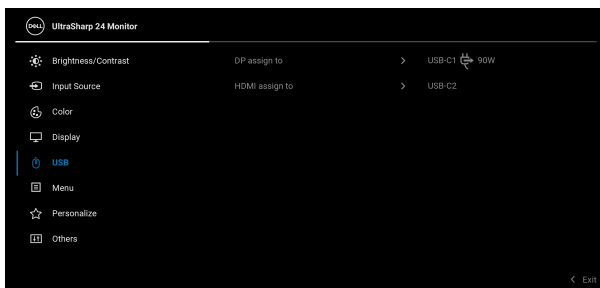 DELL UltraSharp 24 Monitor
Brightness/Contrast DP assign to > USB-C1 90W
Input Source HDMI assign to > USB-C2
Color
Display
USB
Menu
Personalize
Others
< Exit